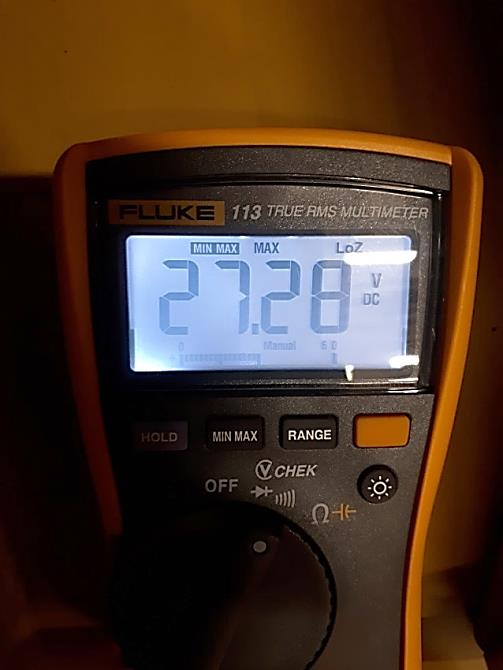 FLUKE 113 TRUE RMS MULTIMETER
MIN MAX MAX LoZ
27.28 V DC
0 Manual 60
HOLD MIN MAX RANGE
VCHEK
OFF
Ω